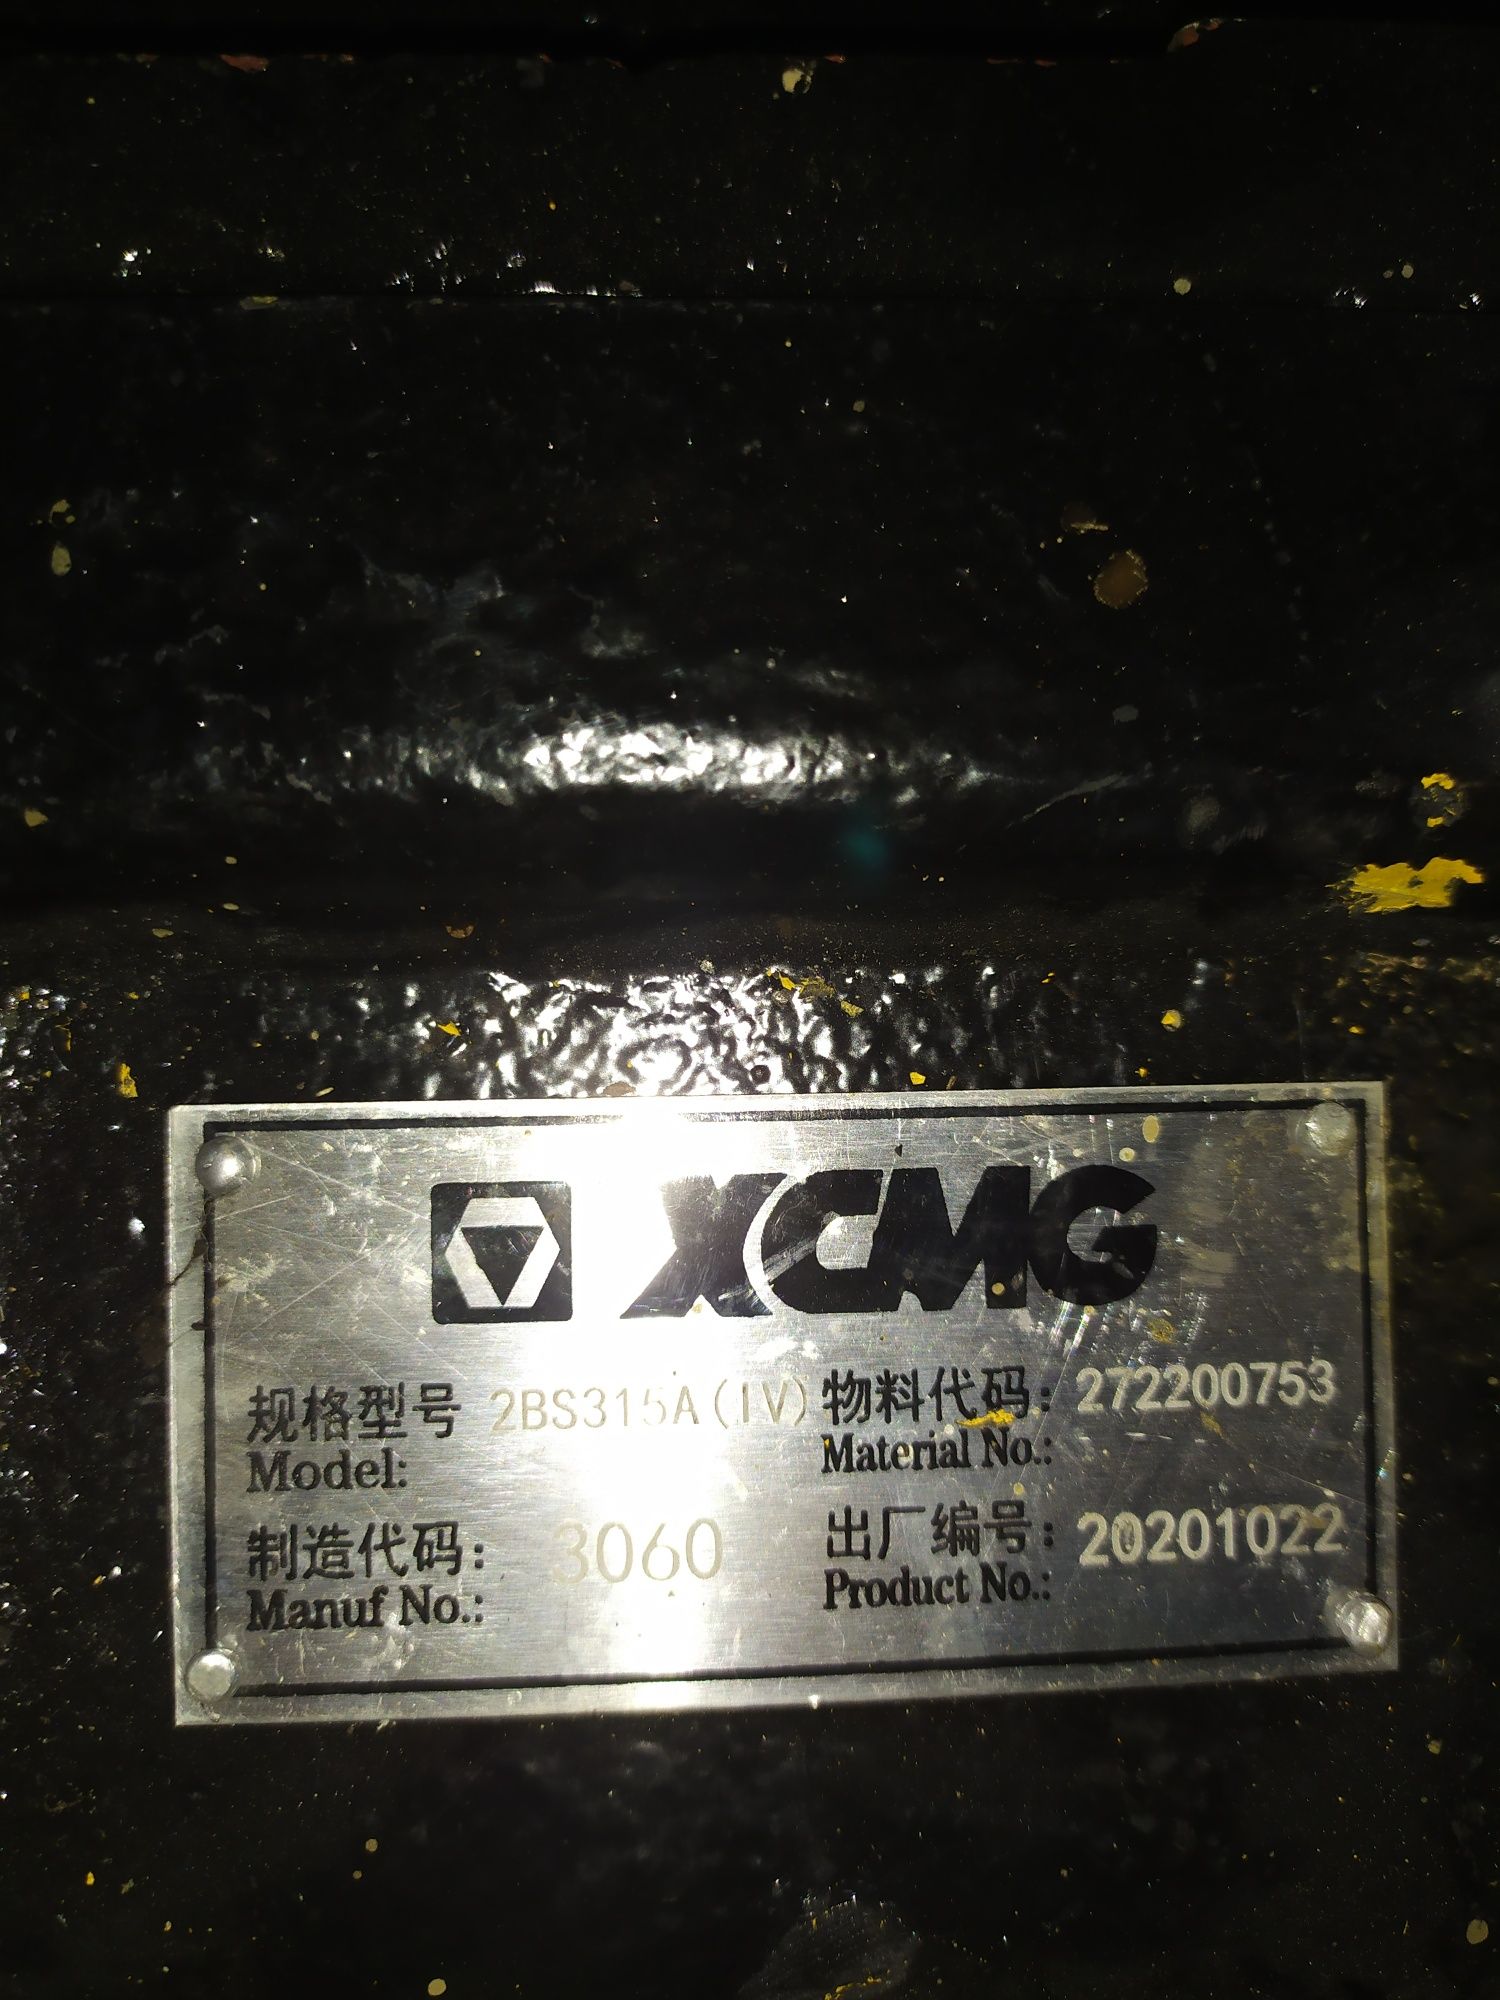 XCMG
规格型号 2BS315A(IV) 物料代码: 272200753
Model: Material No.:
制造代码: 3060 出厂编号: 20201022
Manuf No.: Product No.: